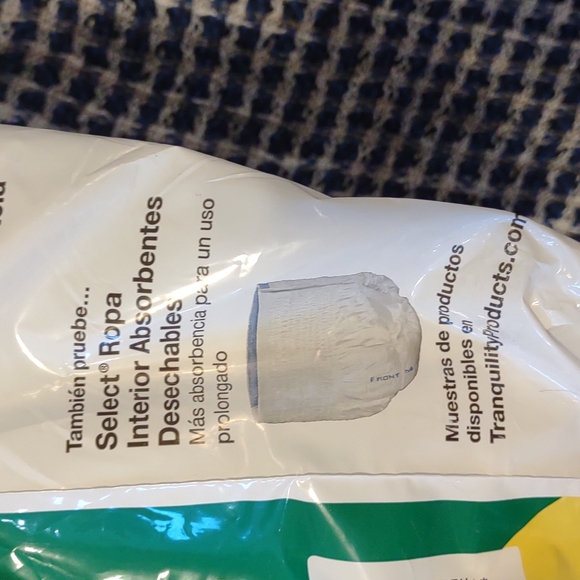 También pruebe...
Select® Ropa
Interior Absorbentes
Desechables
Más absorbencia para un uso
prolongado
FRONT
Muestras de productos
disponibles en
TranquilityProducts.com